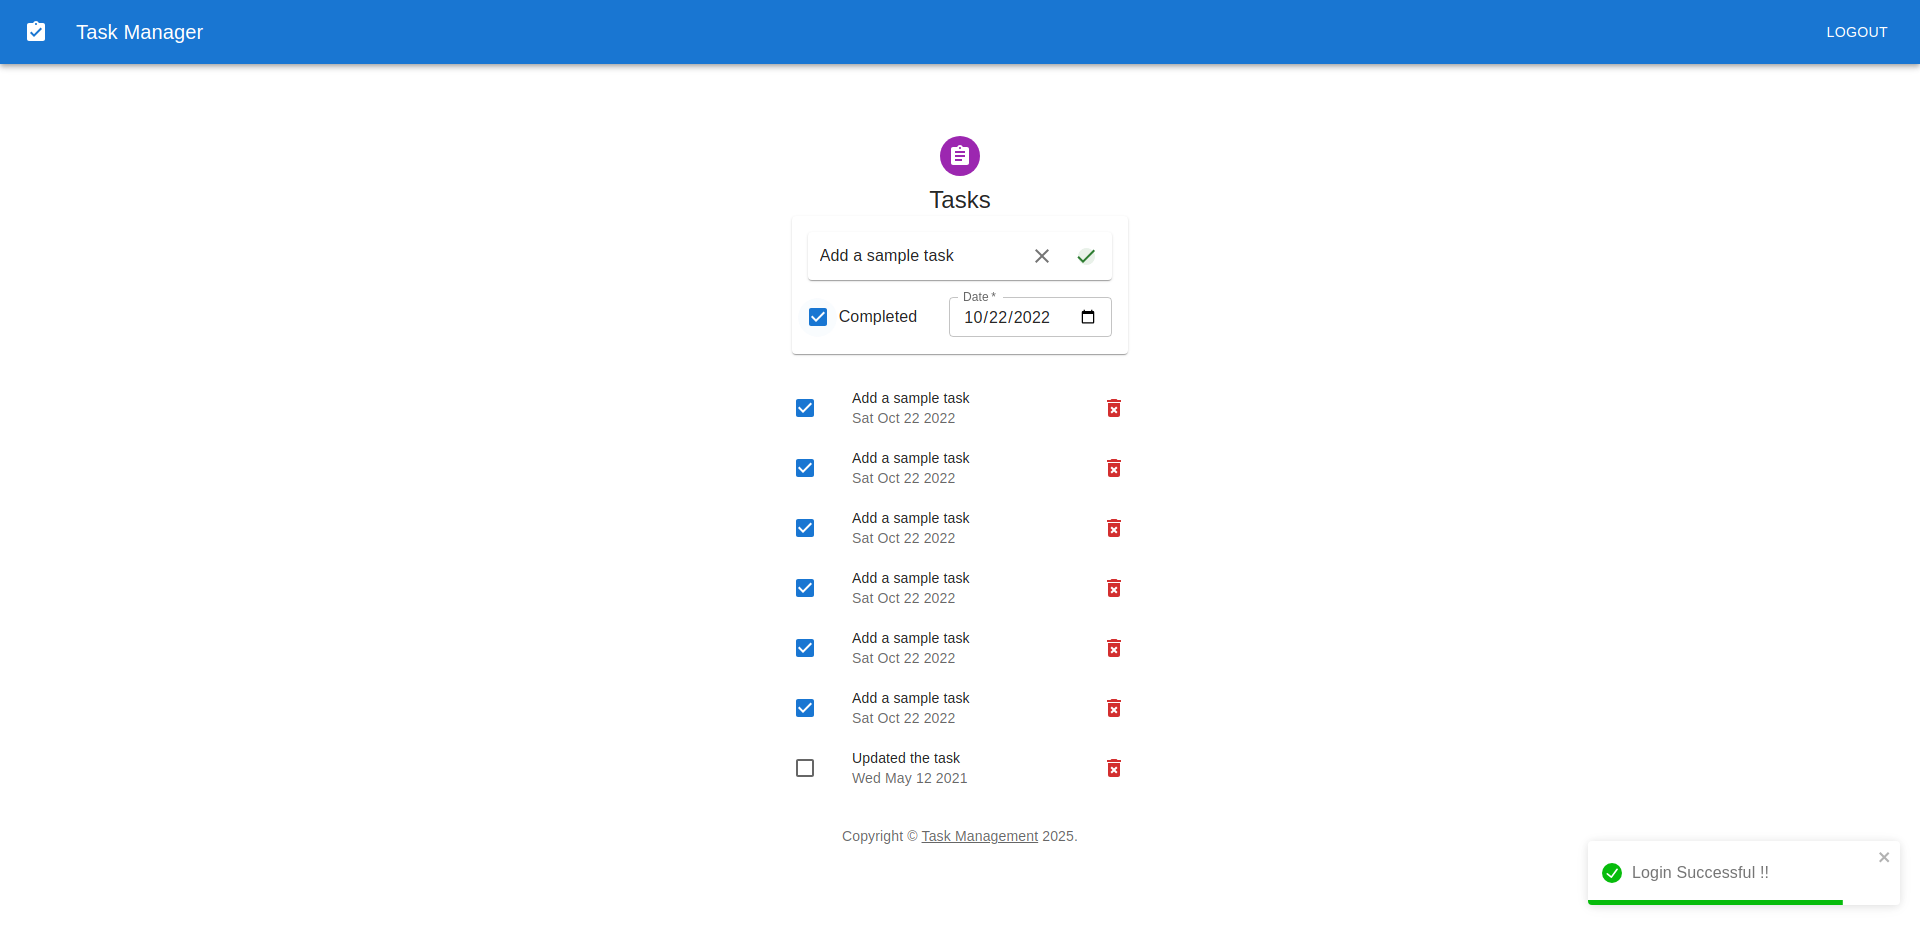 Task Manager
LOGOUT
Tasks
Add a sample task
Completed
Date *
10/22/2022
Add a sample task
Sat Oct 22 2022
Add a sample task
Sat Oct 22 2022
Add a sample task
Sat Oct 22 2022
Add a sample task
Sat Oct 22 2022
Add a sample task
Sat Oct 22 2022
Add a sample task
Sat Oct 22 2022
Updated the task
Wed May 12 2021
Copyright © Task Management 2025.
Login Successful !!